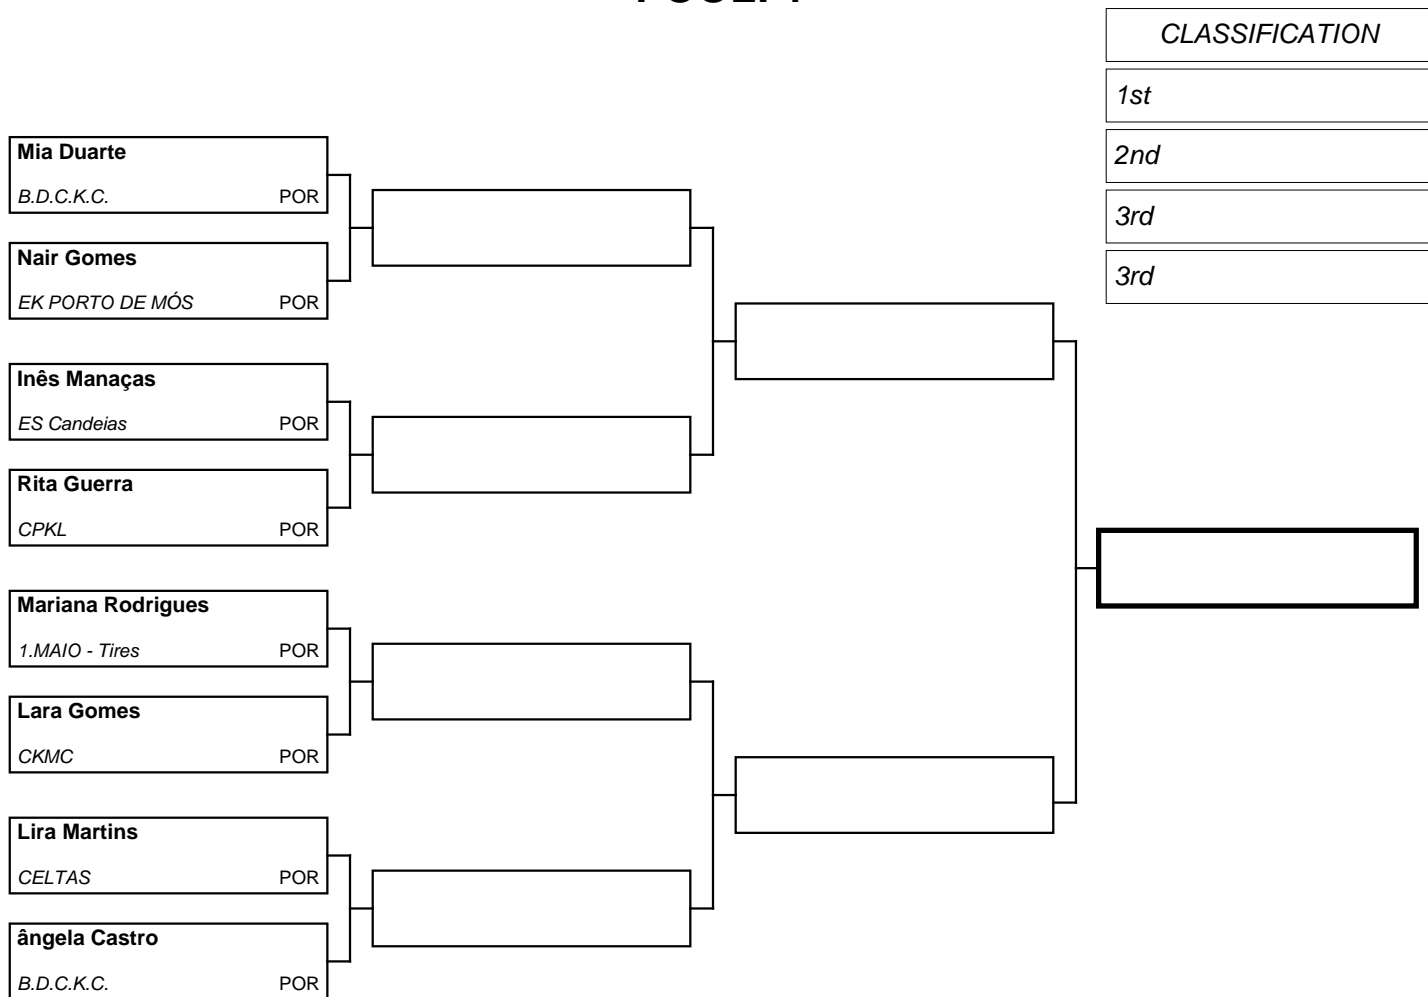 CLASSIFICATION
1st
2nd
3rd
3rd
Mia Duarte
B.D.C.K.C. POR
Nair Gomes
EK PORTO DE MÓS POR
Inês Manaças
ES Candeias POR
Rita Guerra
CPKL POR
Mariana Rodrigues
1.MAIO - Tires POR
Lara Gomes
CKMC POR
Lira Martins
CELTAS POR
ângela Castro
B.D.C.K.C. POR